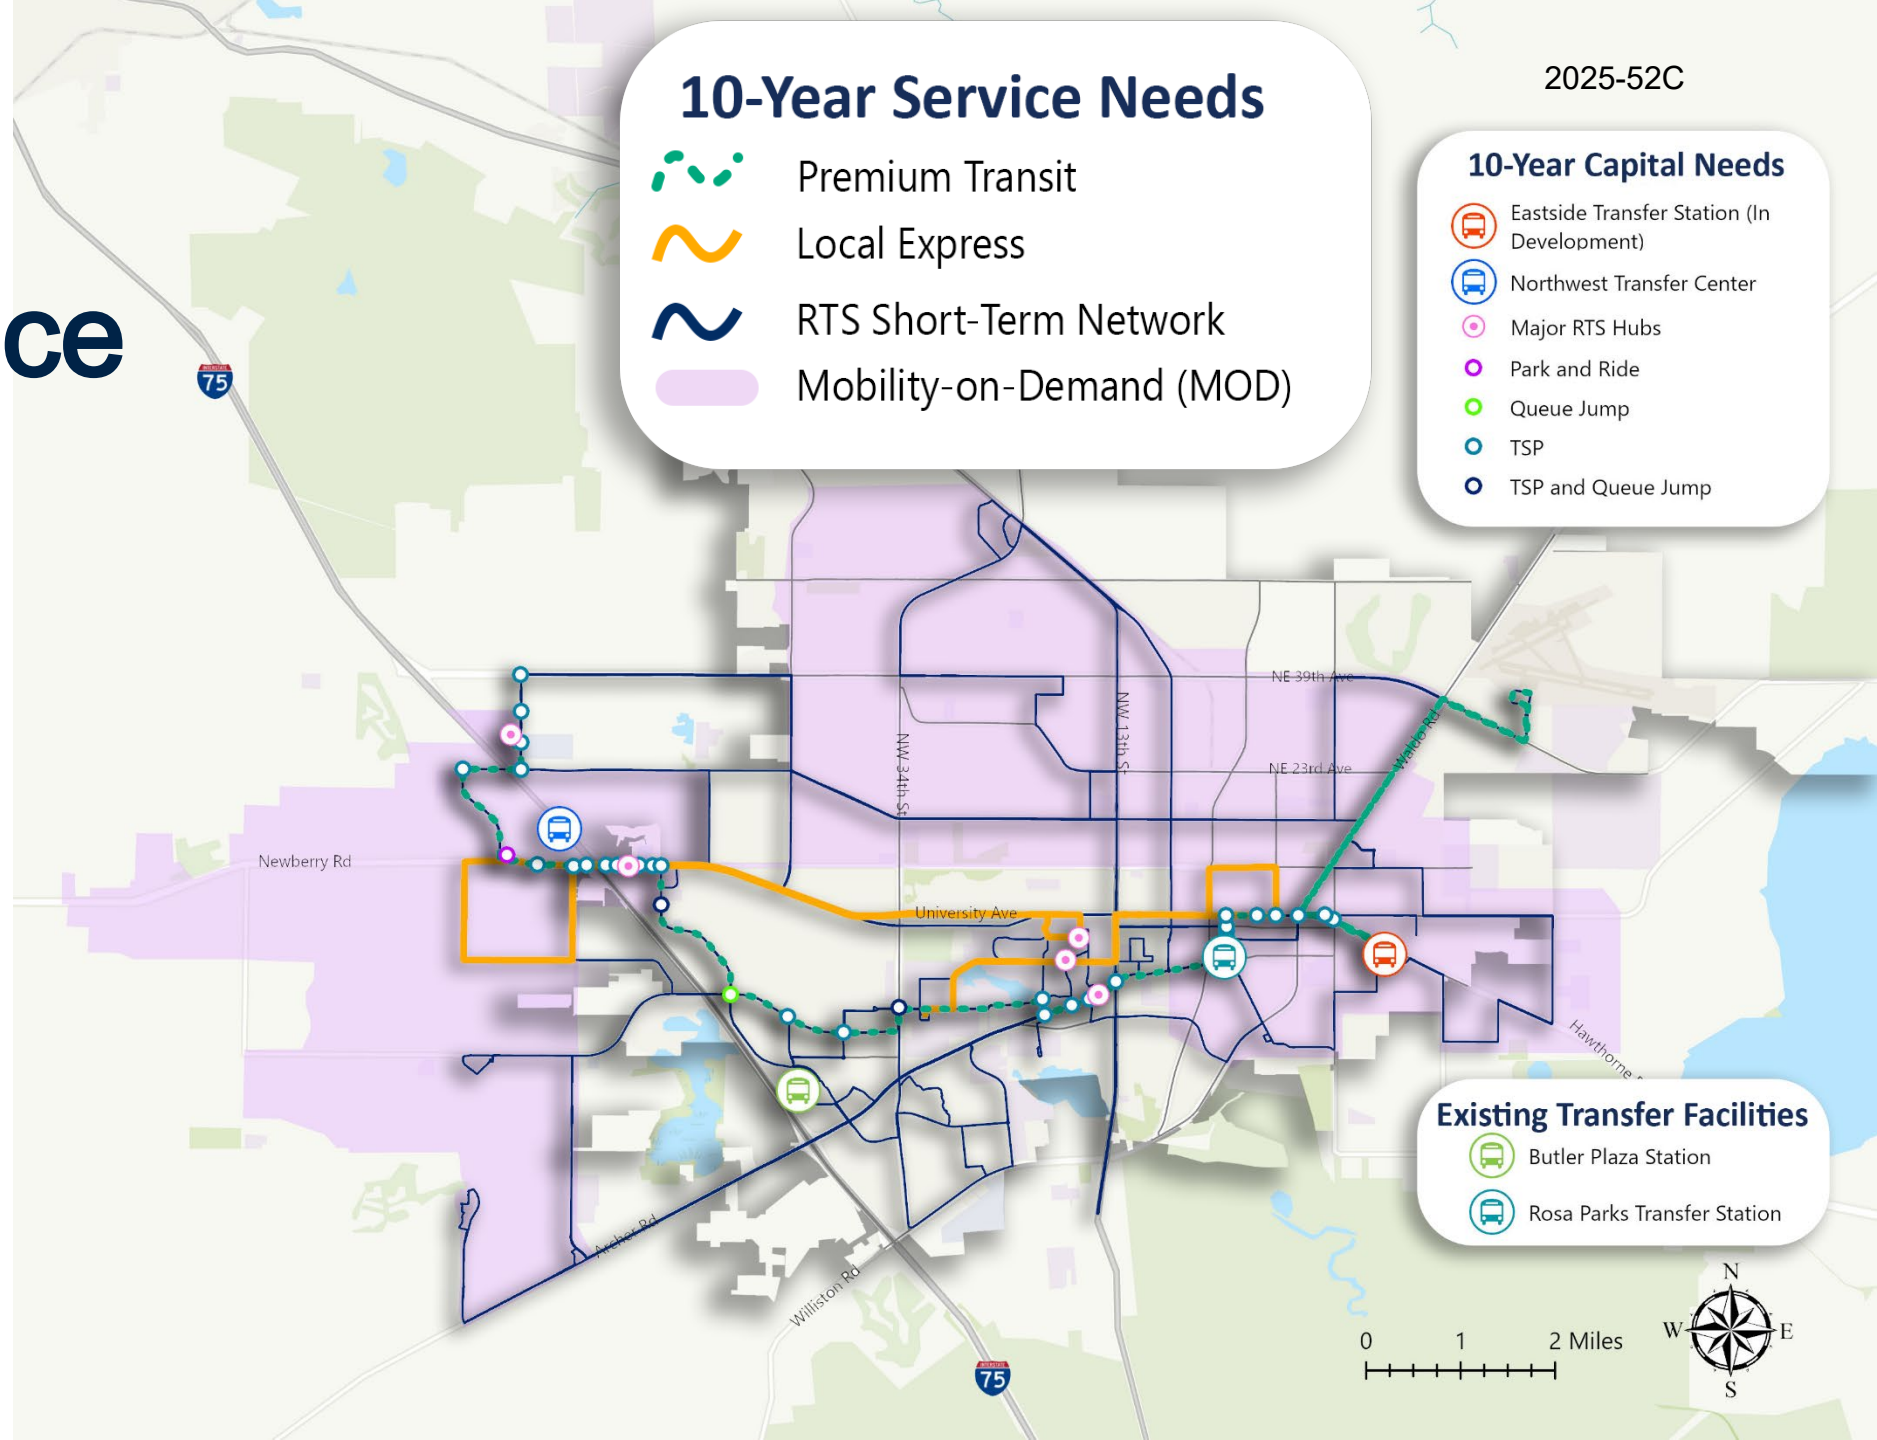 2025-52C
10-Year Service Needs
Premium Transit
Local Express
RTS Short-Term Network
Mobility-on-Demand (MOD)
10-Year Capital Needs
Eastside Transfer Station (In
Development)
Northwest Transfer Center
Major RTS Hubs
Park and Ride
Queue Jump
TSP
TSP and Queue Jump
ce
INTERSTATE
75
NE 39th Ave
NW 13th St
Waldo Rd
NW 34th St
NE 23rd Ave
Newberry Rd
University Ave
Hawthorne
Archer Rd
Williston Rd
Existing Transfer Facilities
Butler Plaza Station
Rosa Parks Transfer Station
N
W
E
S
0 1 2 Miles
INTERSTATE
75